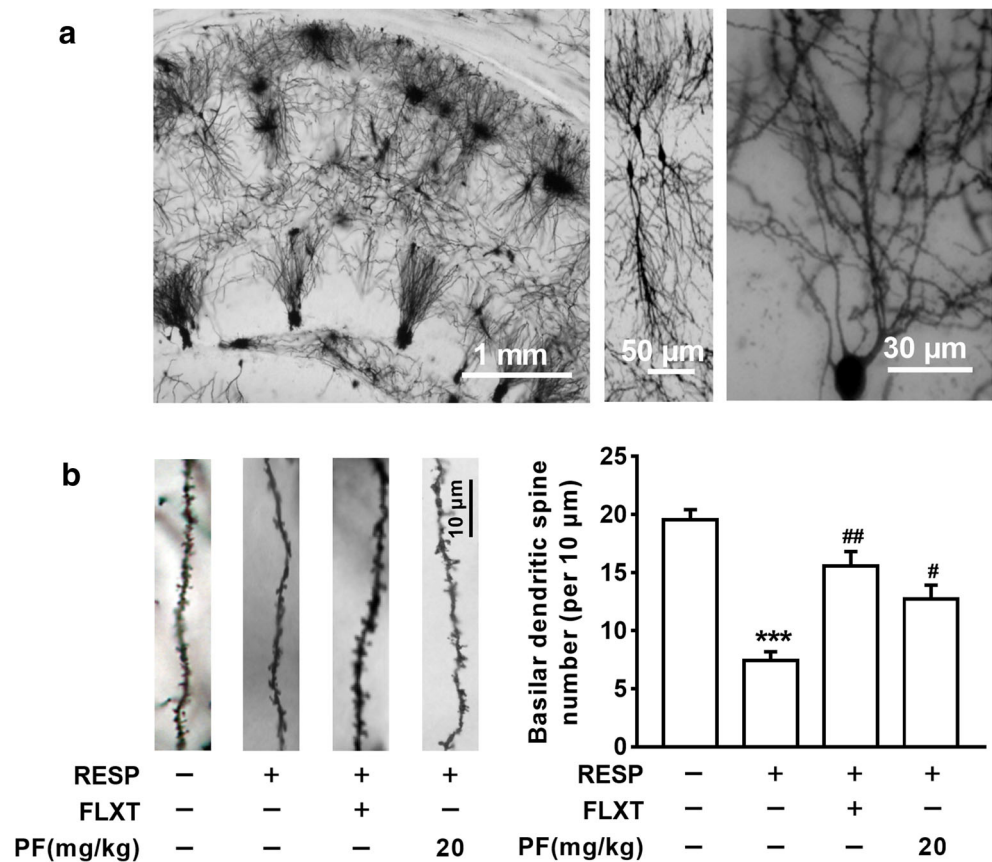 a
1 mm
50 µm
30 µm
b
10 µm
RESP − + + +
FLXT − − + −
PF(mg/kg) − − − 20
Basilar dendritic spine
number (per 10 µm)
25
20
15
10
5
0
***
##
#
RESP − + + +
FLXT − − + −
PF(mg/kg) − − − 20